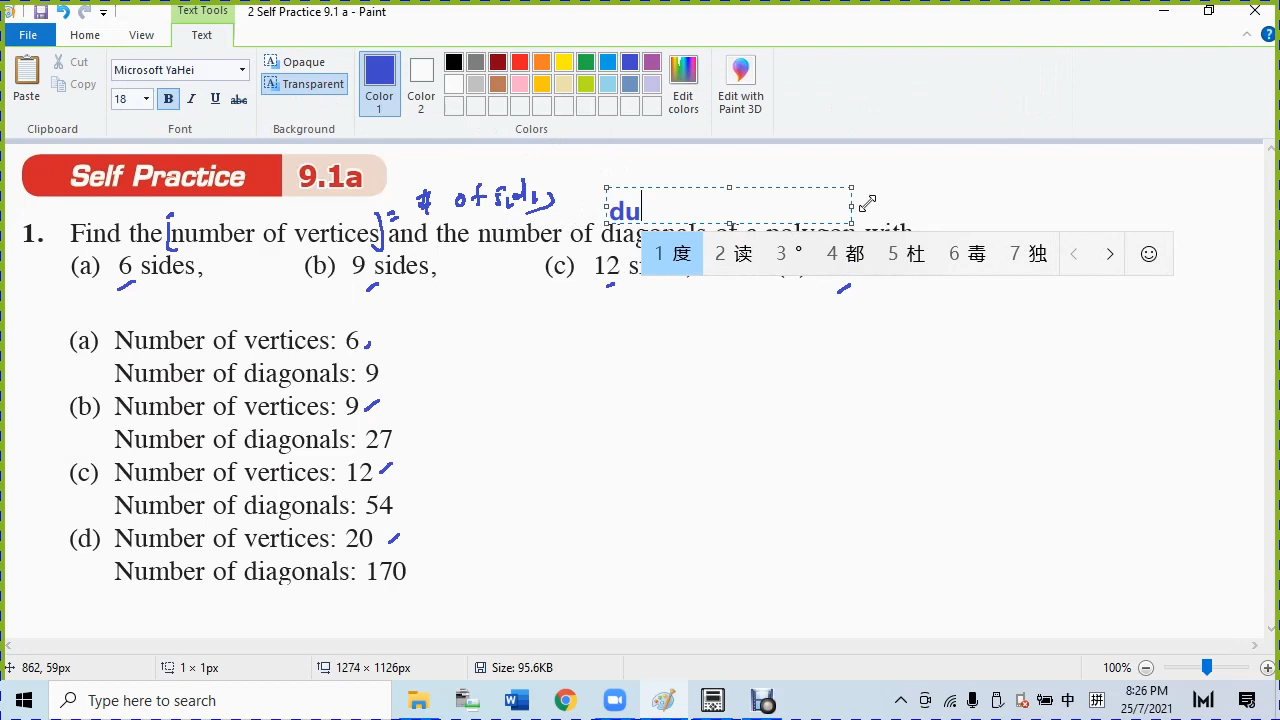 Text Tools
2 Self Practice 9.1 a - Paint
File Home View Text
Paste
Cut
Copy
Clipboard
Microsoft YaHei
18 B I U abc
Font
Opaque
Transparent
Background
Color 1
Color 2
Colors
Edit colors
Edit with Paint 3D
Self Practice 9.1a
# of sides
du
1 度 2 读 3 ° 4 都 5 杜 6 毒 7 独
1. Find the [number of vertices] = and the number of diagonals of a polygon with
(a) 6 sides, (b) 9 sides, (c) 12
(a) Number of vertices: 6
Number of diagonals: 9
(b) Number of vertices: 9
Number of diagonals: 27
(c) Number of vertices: 12
Number of diagonals: 54
(d) Number of vertices: 20
Number of diagonals: 170
862, 59px 1 × 1px 1274 × 1126px Size: 95.6KB 100%
Type here to search
中 拼
8:26 PM
25/7/2021